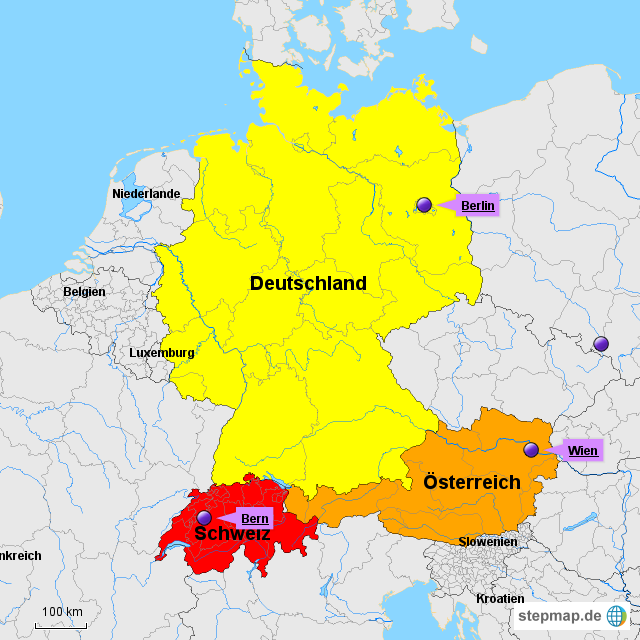 Niederlande
Berlin
Deutschland
Belgien
Luxemburg
Wien
Österreich
Bern
Schweiz
Slowenien
nkreich
Kroatien
100 km
stepmap.de